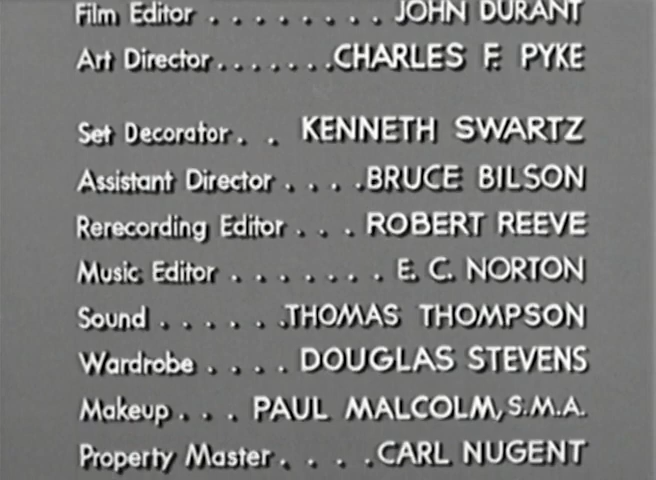 Film Editor . . . . . . . . JOHN DURANT
Art Director . . . . . . . CHARLES F. PYKE
Set Decorator . . KENNETH SWARTZ
Assistant Director . . . . BRUCE BILSON
Rerecording Editor . . . ROBERT REEVE
Music Editor . . . . . . . E. C. NORTON
Sound . . . . . . THOMAS THOMPSON
Wardrobe . . . . DOUGLAS STEVENS
Makeup . . . PAUL MALCOLM, S.M.A.
Property Master . . . . CARL NUGENT